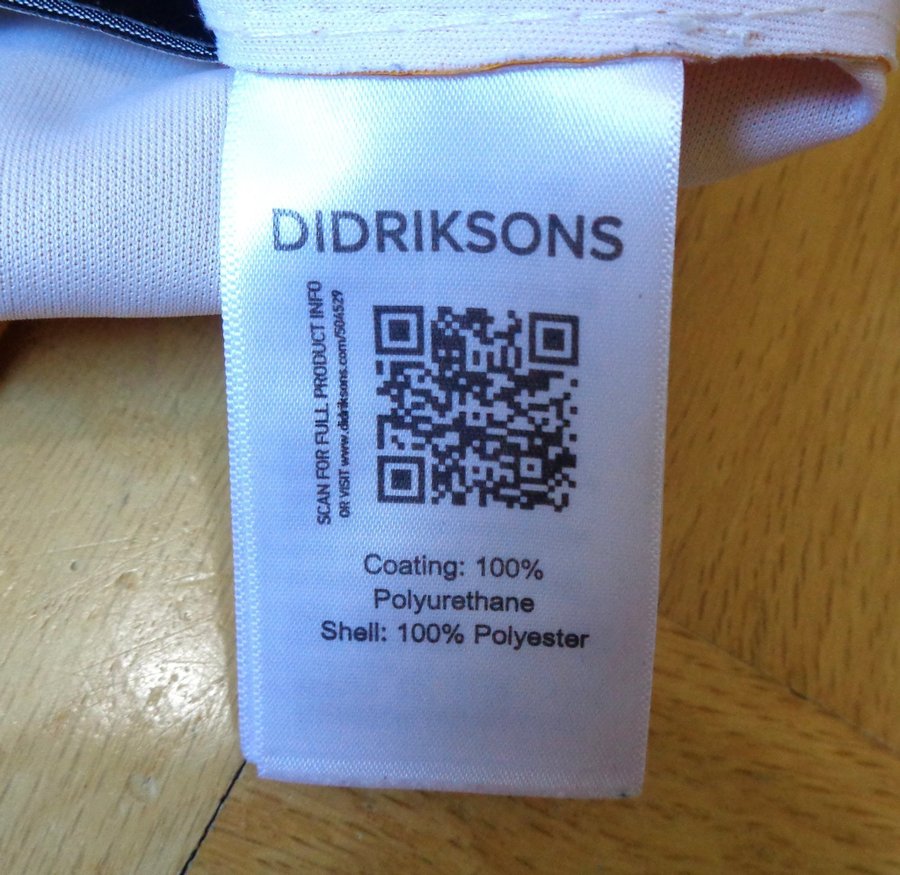 DIDRIKSONS
SCAN FOR FULL PRODUCT INFO
OR VISIT www.didriksons.com/504529
Coating: 100%
Polyurethane
Shell: 100% Polyester